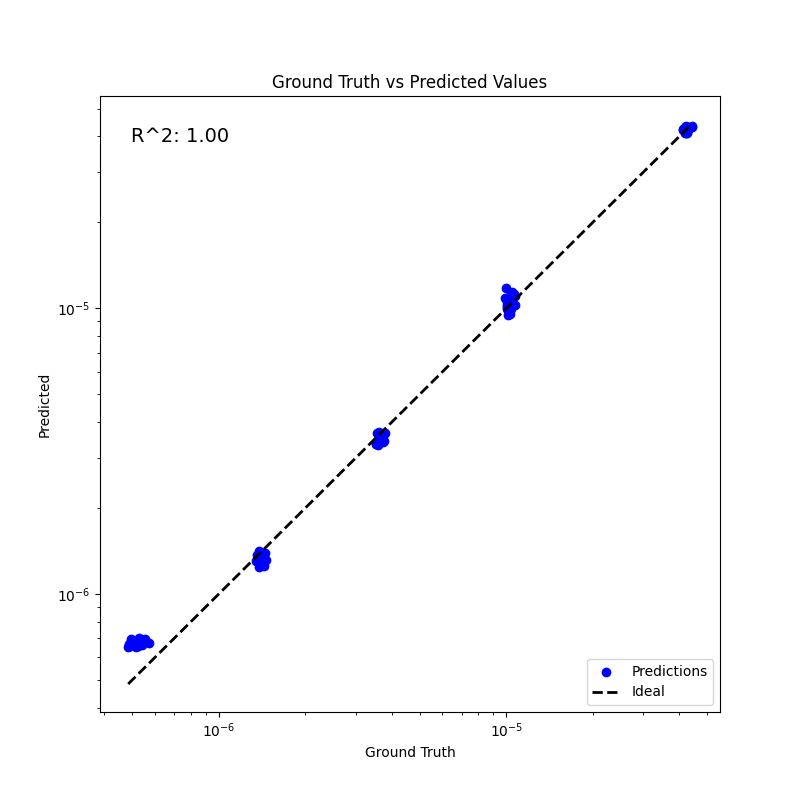 Ground Truth vs Predicted Values
R^2: 1.00
10⁻⁵
10⁻⁶
Predicted
10⁻⁶
10⁻⁵
Ground Truth
Predictions
Ideal